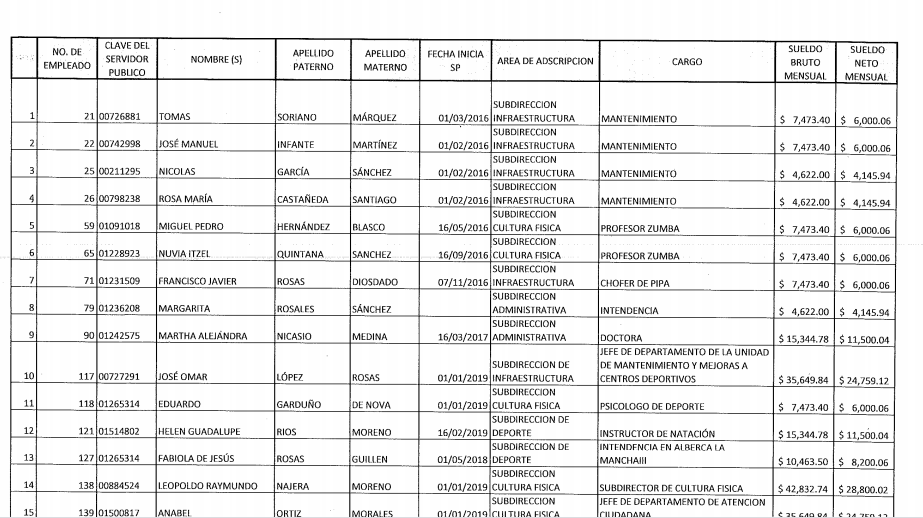 NO. DE EMPLEADO CLAVE DEL SERVIDOR PUBLICO NOMBRE (S) APELLIDO PATERNO APELLIDO MATERNO FECHA INICIA SP AREA DE ADSCRIPCION CARGO SUELDO BRUTO MENSUAL SUELDO NETO MENSUAL
1 21 00726881 TOMAS SORIANO MÁRQUEZ 01/03/2016 SUBDIRECCION INFRAESTRUCTURA MANTENIMIENTO $ 7,473.40 $ 6,000.06
2 22 00742998 JOSÉ MANUEL INFANTE MARTÍNEZ 01/02/2016 SUBDIRECCION INFRAESTRUCTURA MANTENIMIENTO $ 7,473.40 $ 6,000.06
3 25 00211295 NICOLAS GARCÍA SÁNCHEZ 01/02/2016 SUBDIRECCION INFRAESTRUCTURA MANTENIMIENTO $ 4,622.00 $ 4,145.94
4 26 00798238 ROSA MARÍA CASTAÑEDA SANTIAGO 01/02/2016 SUBDIRECCION INFRAESTRUCTURA MANTENIMIENTO $ 4,622.00 $ 4,145.94
5 59 01091018 MIGUEL PEDRO HERNÁNDEZ BLASCO 16/05/2016 SUBDIRECCION CULTURA FISICA PROFESOR ZUMBA $ 7,473.40 $ 6,000.06
6 65 01228923 NUVIA ITZEL QUINTANA SANCHEZ 16/09/2016 SUBDIRECCION CULTURA FISICA PROFESOR ZUMBA $ 7,473.40 $ 6,000.06
7 71 01231509 FRANCISCO JAVIER ROSAS DIOSDADO 07/11/2016 SUBDIRECCION INFRAESTRUCTURA CHOFER DE PIPA $ 7,473.40 $ 6,000.06
8 79 01236208 MARGARITA ROSALES SÁNCHEZ SUBDIRECCION ADMINISTRATIVA INTENDENCIA $ 4,622.00 $ 4,145.94
9 90 01242575 MARTHA ALEJÁNDRA NICASIO MEDINA 16/03/2017 SUBDIRECCION ADMINISTRATIVA DOCTORA $ 15,344.78 $ 11,500.04
10 117 00727291 JOSÉ OMAR LÓPEZ ROSAS 01/01/2019 SUBDIRECCION DE INFRAESTRUCTURA JEFE DE DEPARTAMENTO DE LA UNIDAD DE MANTENIMIENTO Y MEJORAS A CENTROS DEPORTIVOS $ 35,649.84 $ 24,759.12
11 118 01265314 EDUARDO GARDUÑO DE NOVA 01/01/2019 SUBDIRECCION CULTURA FISICA PSICOLOGO DE DEPORTE $ 7,473.40 $ 6,000.06
12 121 01514802 HELEN GUADALUPE RIOS MORENO 16/02/2019 SUBDIRECCION DE DEPORTE INSTRUCTOR DE NATACIÓN $ 15,344.78 $ 11,500.04
13 127 01265314 FABIOLA DE JESÚS ROSAS GUILLEN 01/05/2018 SUBDIRECCION DE DEPORTE INTENDENCIA EN ALBERCA LA MANCHAIII $ 10,463.50 $ 8,200.06
14 138 00884524 LEOPOLDO RAYMUNDO NAJERA MORENO 01/01/2019 SUBDIRECCION CULTURA FISICA SUBDIRECTOR DE CULTURA FISICA $ 42,832.74 $ 28,800.02
15 139 01500817 ANABEL ORTIZ MORALES 01/01/2019 SUBDIRECCION CULTURA FISICA JEFE DE DEPARTAMENTO DE ATENCION CIUDADANA $ 35,649.84 $ 24,759.12